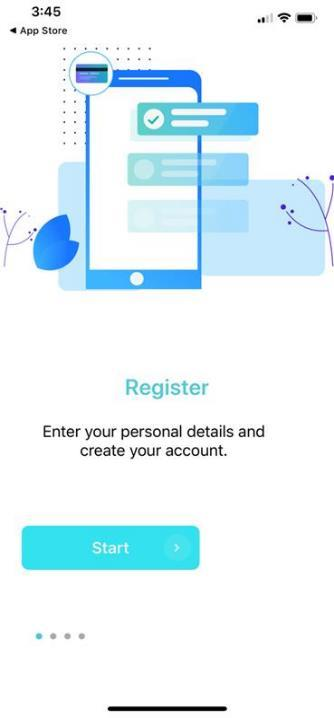 3:45
◀ App Store
Register
Enter your personal details and
create your account.
Start